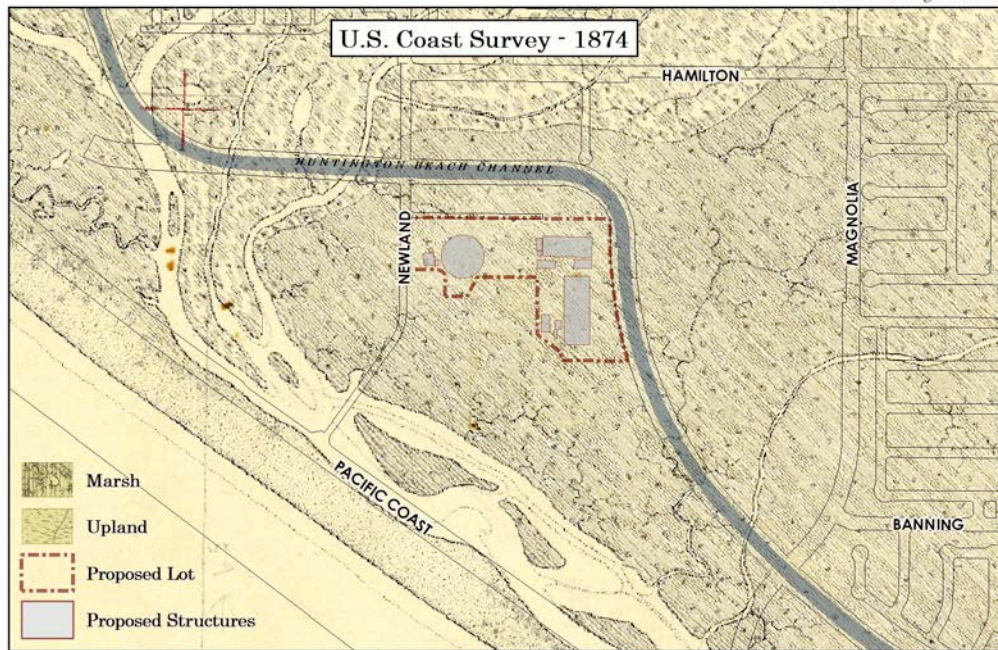 U.S. Coast Survey - 1874
HAMILTON
HUNTINGTON BEACH CHANNEL
NEWLAND
MAGNOLIA
PACIFIC COAST
BANNING
Marsh
Upland
Proposed Lot
Proposed Structures